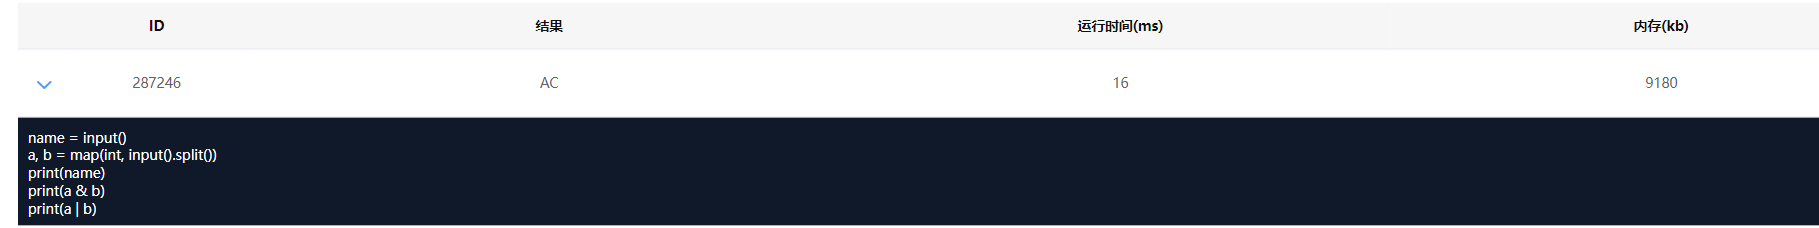 ID 结果 运行时间(ms) 内存(kb)
287246 AC 16 9180
name = input()
a, b = map(int, input().split())
print(name)
print(a & b)
print(a | b)